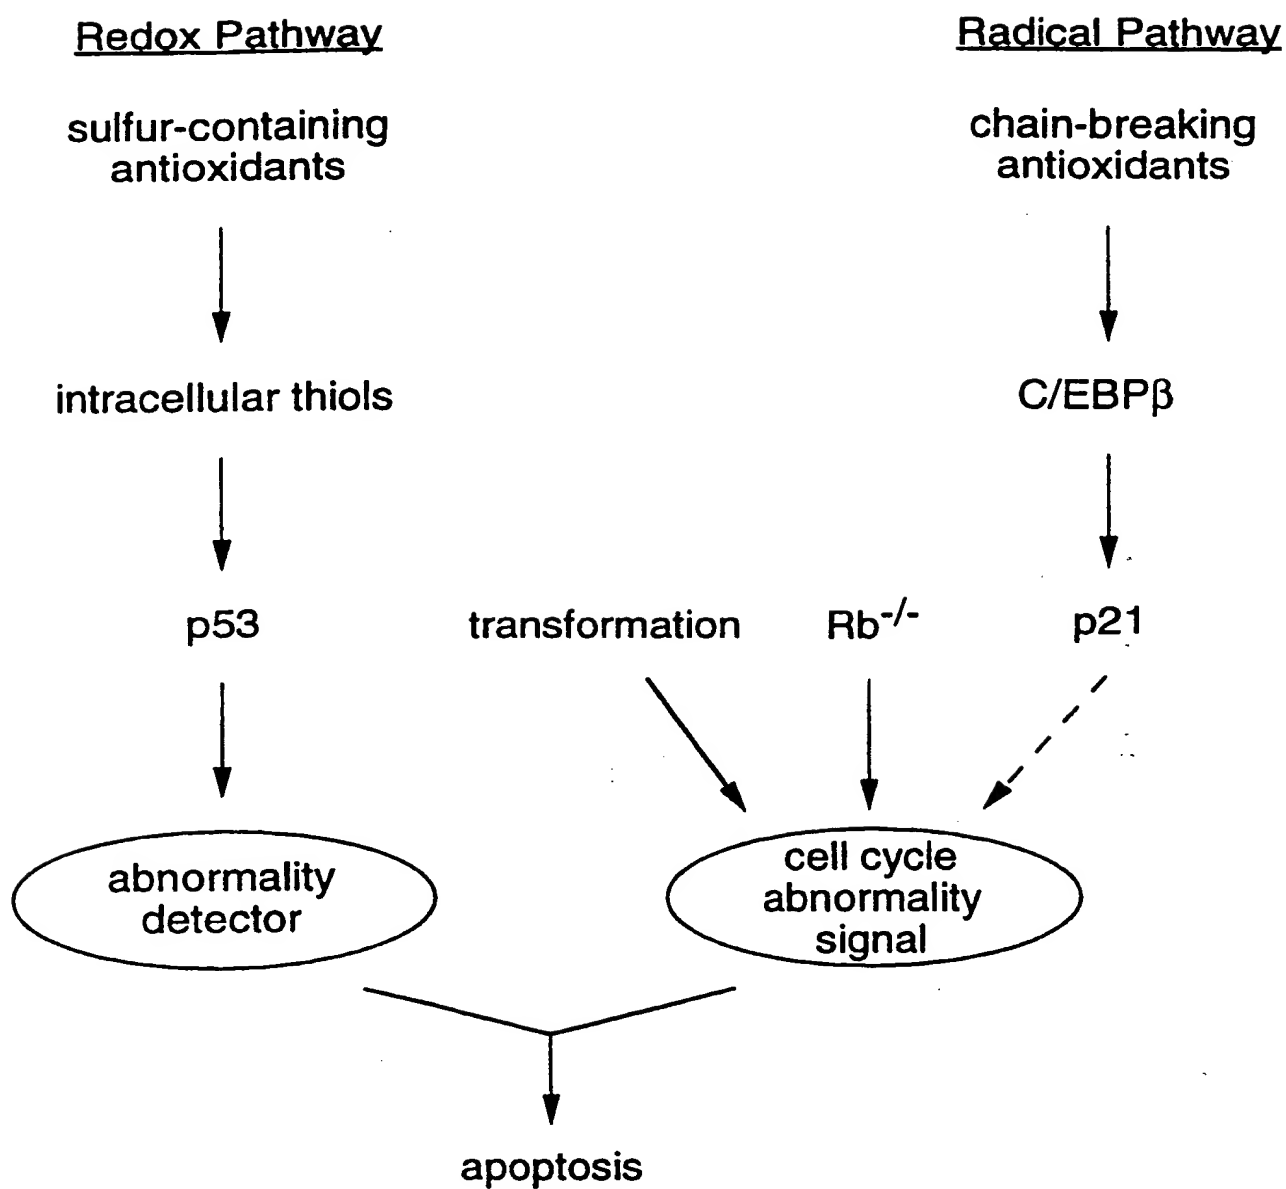 Redox Pathway
sulfur-containing
antioxidants
intracellular thiols
p53
abnormality
detector
Radical Pathway
chain-breaking
antioxidants
C/EBPβ
p21
transformation
Rb-/-
cell cycle
abnormality
signal
apoptosis